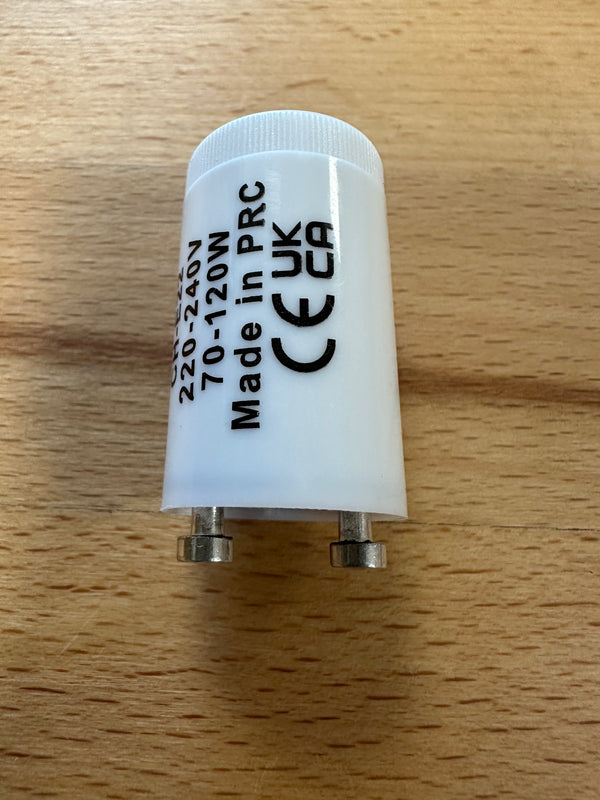 220-240V
70-120W
Made in PRC
CE UK
CA